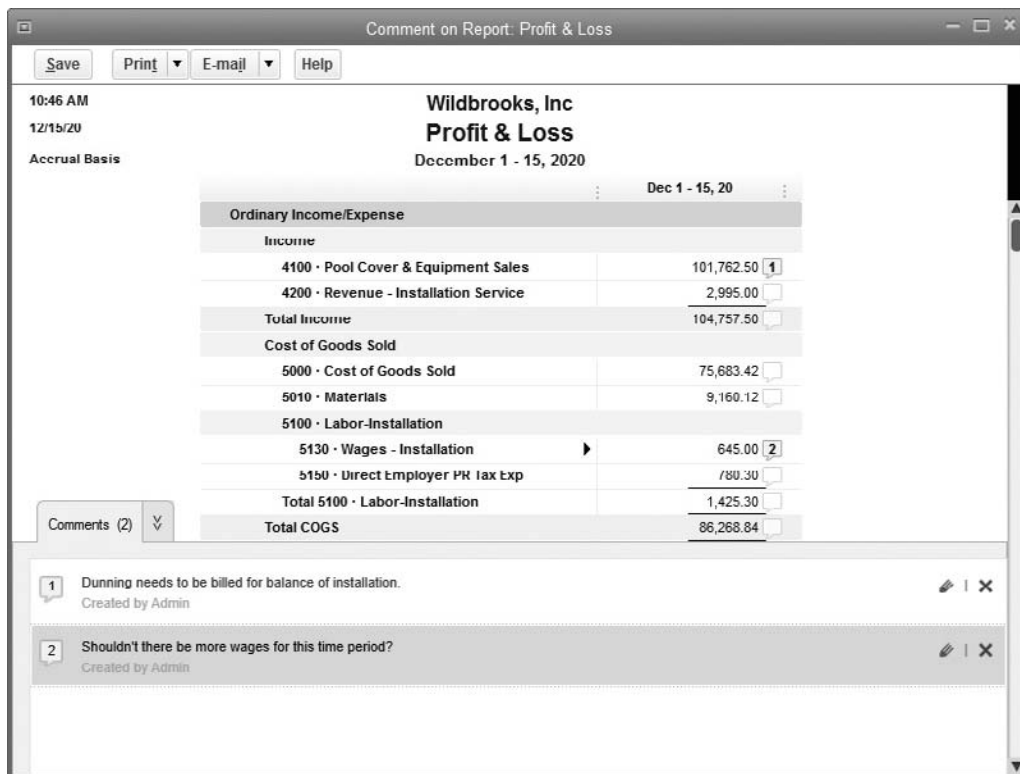 Comment on Report: Profit & Loss
Save Print E-mail Help
10:46 AM
12/15/20
Accrual Basis
Wildbrooks, Inc
Profit & Loss
December 1 - 15, 2020
Dec 1 - 15, 20
Ordinary Income/Expense
Income
4100 · Pool Cover & Equipment Sales 101,762.50 1
4200 · Revenue - Installation Service 2,995.00
Total Income 104,757.50
Cost of Goods Sold
5000 · Cost of Goods Sold 75,683.42
5010 · Materials 9,160.12
5100 · Labor-Installation
5130 · Wages - Installation 645.00 2
5150 · Direct Employer PR Tax Exp 780.30
Total 5100 · Labor-Installation 1,425.30
Total COGS 86,268.84
Comments (2)
1 Dunning needs to be billed for balance of installation.
Created by Admin
2 Shouldn't there be more wages for this time period?
Created by Admin